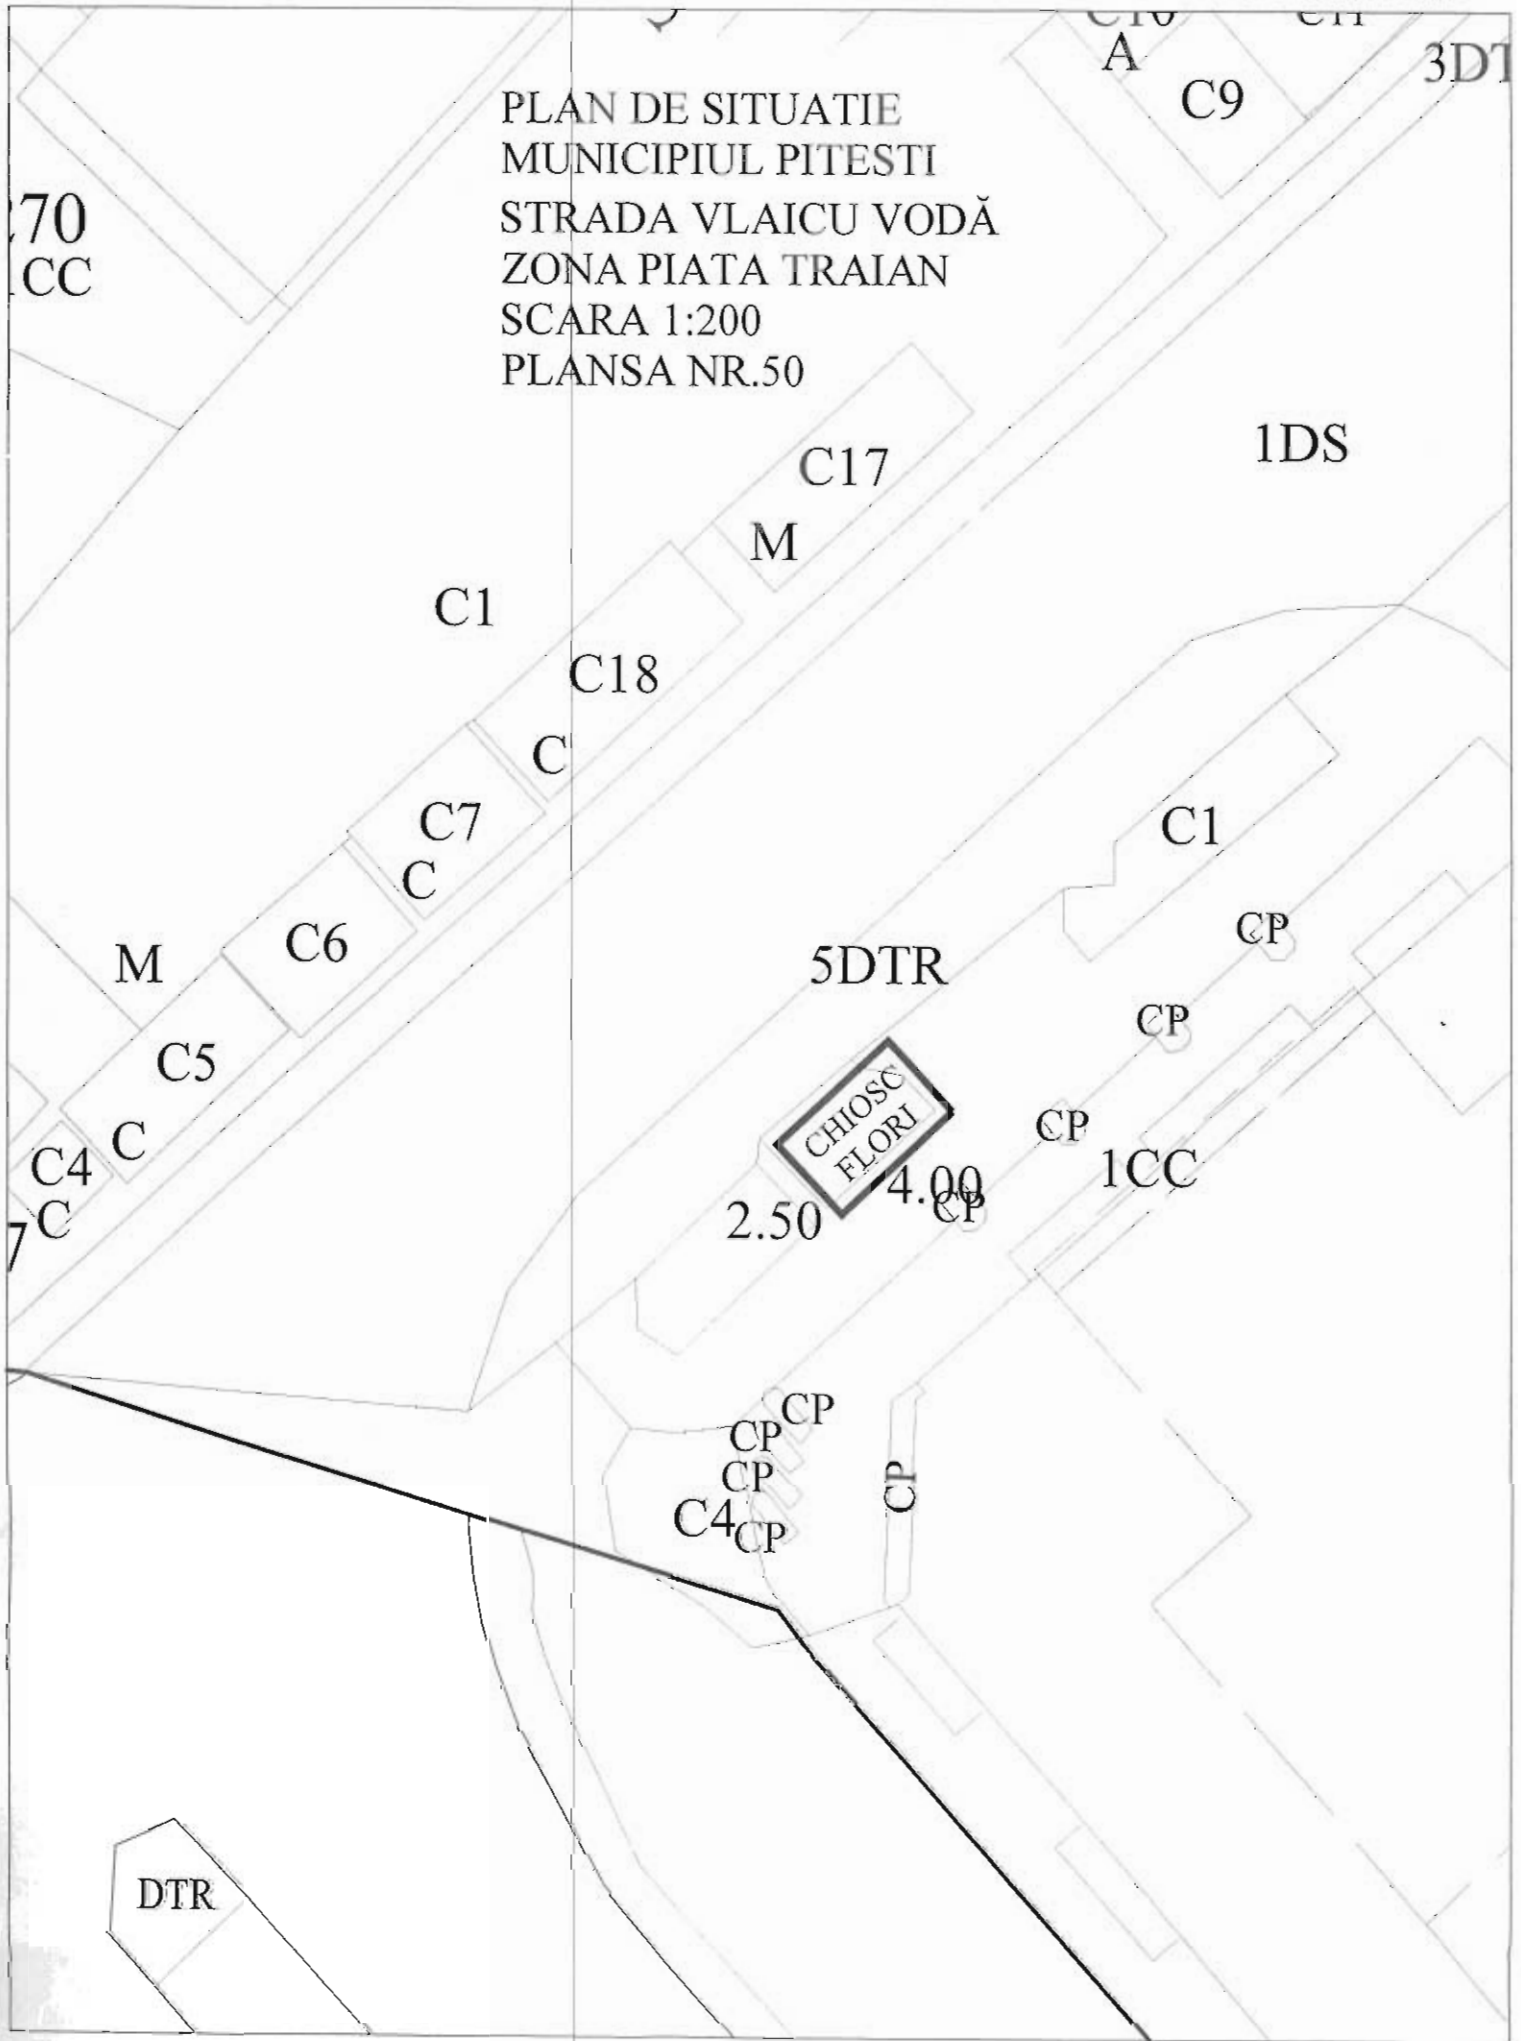 A
C9
PLAN DE SITUATIE
MUNICIPIUL PITESTI
STRADA VLAICU VODĂ
ZONA PIATA TRAIAN
SCARA 1:200
PLANSA NR.50
CC
1DS
C17
M
C1
C18
C
C7
C
C1
M
C6
5DTR
CP
CP
C5
CHIOSC
FLORI
C
C4
C
CP
1CC
4.00
CP
2.50
7
CP
CP
CP
C4
CP
CP
DTR